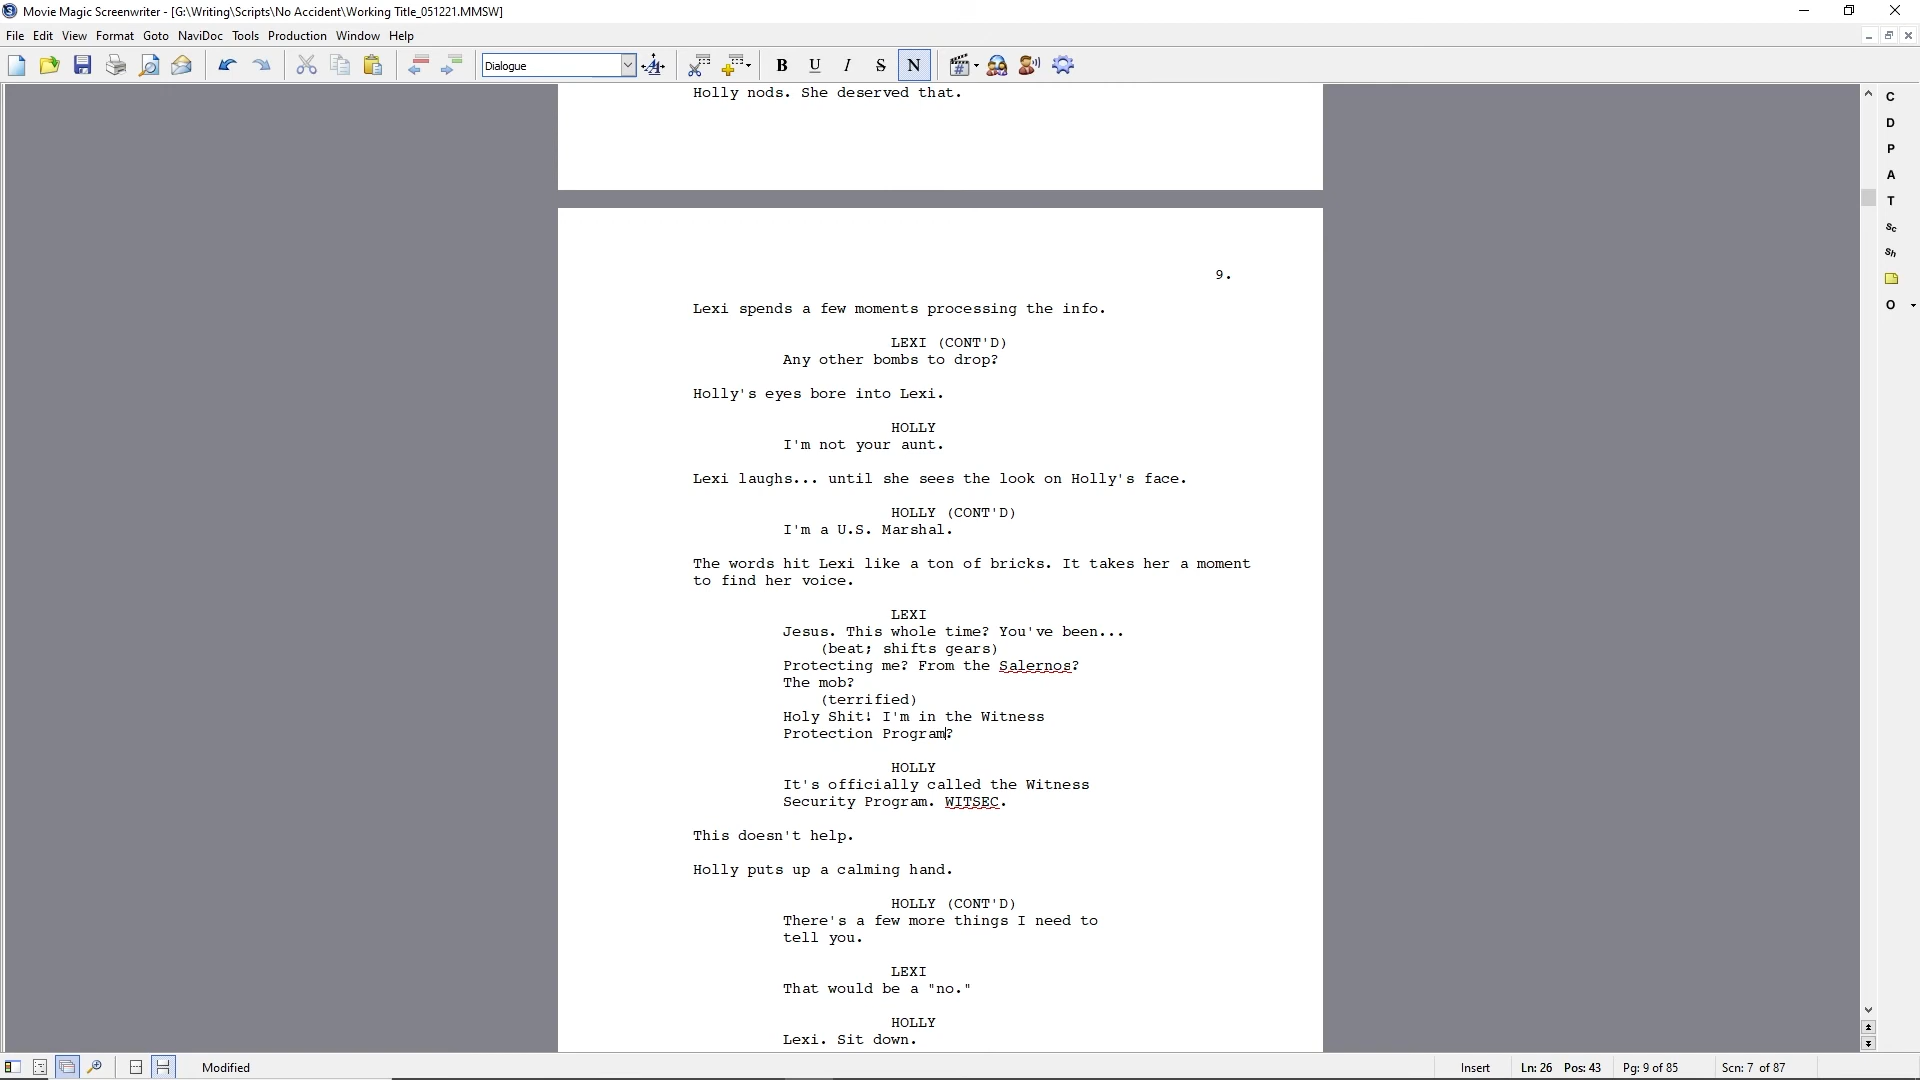 Movie Magic Screenwriter - [G:\Writing\Scripts\No Accident\Working Title_051221.MMSW]
File Edit View Format Goto NaviDoc Tools Production Window Help
Dialogue
B U I S N
Holly nods. She deserved that.
C
D
P
A
T
Sc
Sh
O
9.
Lexi spends a few moments processing the info.
LEXI (CONT'D)
Any other bombs to drop?
Holly's eyes bore into Lexi.
HOLLY
I'm not your aunt.
Lexi laughs... until she sees the look on Holly's face.
HOLLY (CONT'D)
I'm a U.S. Marshal.
The words hit Lexi like a ton of bricks. It takes her a moment
to find her voice.
LEXI
Jesus. This whole time? You've been...
(beat; shifts gears)
Protecting me? From the Salernos?
The mob?
(terrified)
Holy Shit! I'm in the Witness
Protection Program?
HOLLY
It's officially called the Witness
Security Program. WITSEC.
This doesn't help.
Holly puts up a calming hand.
HOLLY (CONT'D)
There's a few more things I need to
tell you.
LEXI
That would be a "no."
HOLLY
Lexi. Sit down.
Modified Insert Ln: 26 Pos: 43 Pg: 9 of 85 Scn: 7 of 87